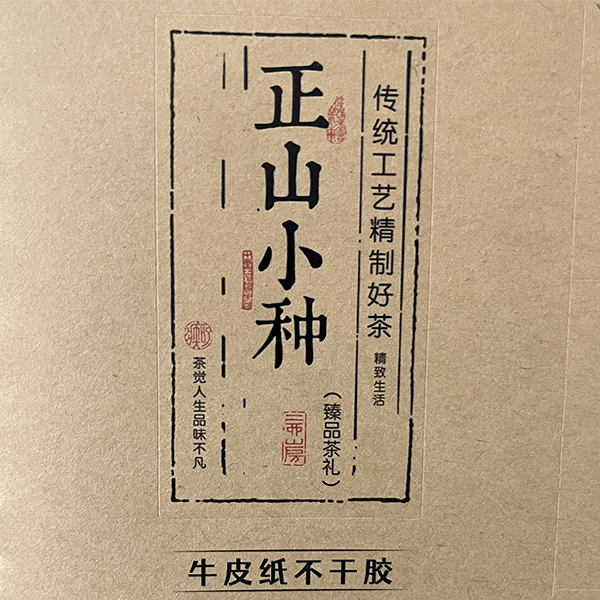 传统工艺精制好茶
精致生活
正山小种
（臻品茶礼）
茶觉人生品味不凡
牛皮纸不干胶